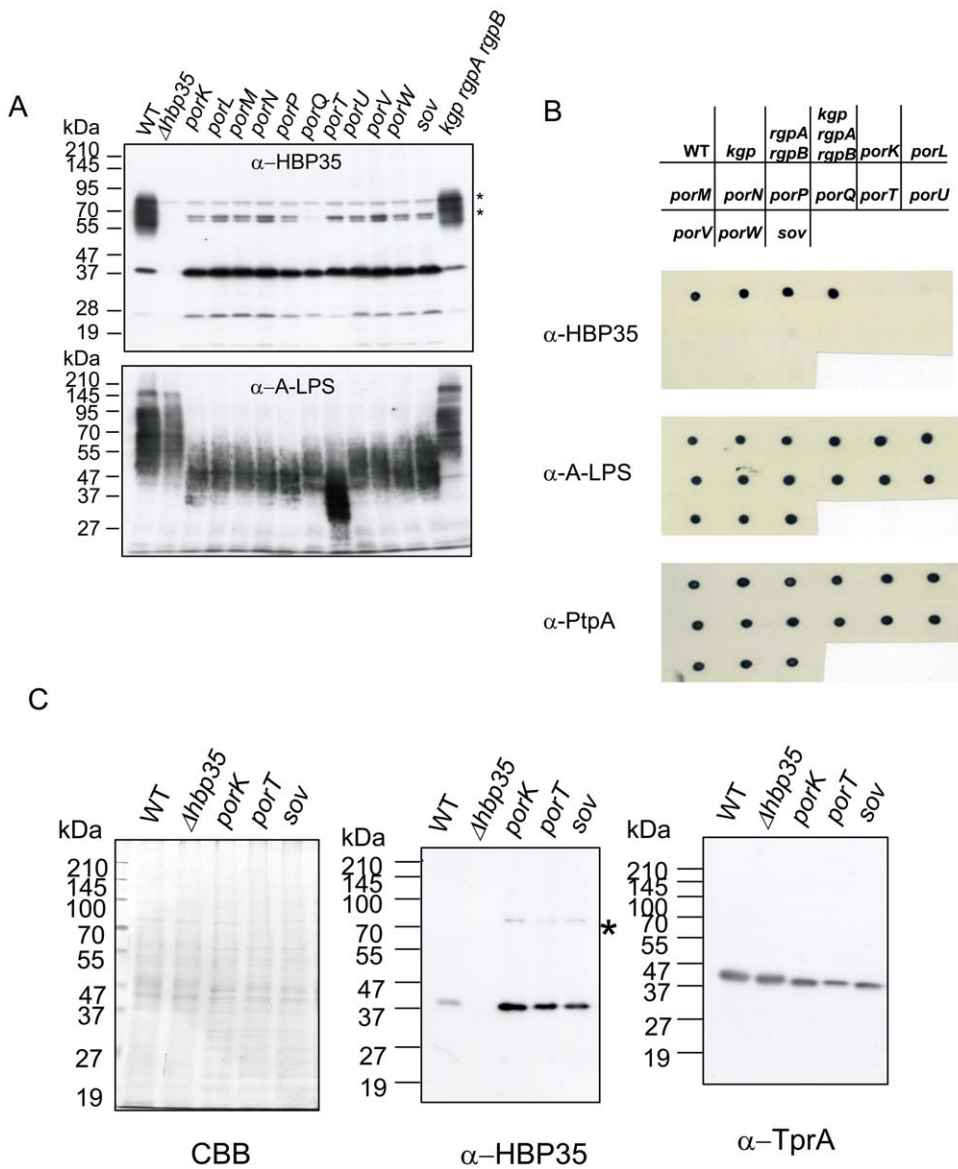 A
WT
Δhbp35
porK
porL
porM
porN
porP
porQ
porT
porU
porV
porW
sov
kgp rgpA rgpB
kDa
α–HBP35
210
145
95
70
55
47
37
28
19
*
*
kDa
α–A-LPS
210
145
95
70
55
47
37
27
B
WT kgp rgpA rgpB kgp rgpA rgpB porK porL
porM porN porP porQ porT porU
porV porW sov
α-HBP35
α-A-LPS
α-PtpA
C
kDa
WT Δhbp35 porK porT sov
210
145
100
70
55
47
37
27
19
CBB
kDa
WT Δhbp35 porK porT sov
210
145
100
70
55
47
37
27
19
*
α–HBP35
kDa
WT Δhbp35 porK porT sov
210
145
100
70
55
47
37
27
19
α–TprA